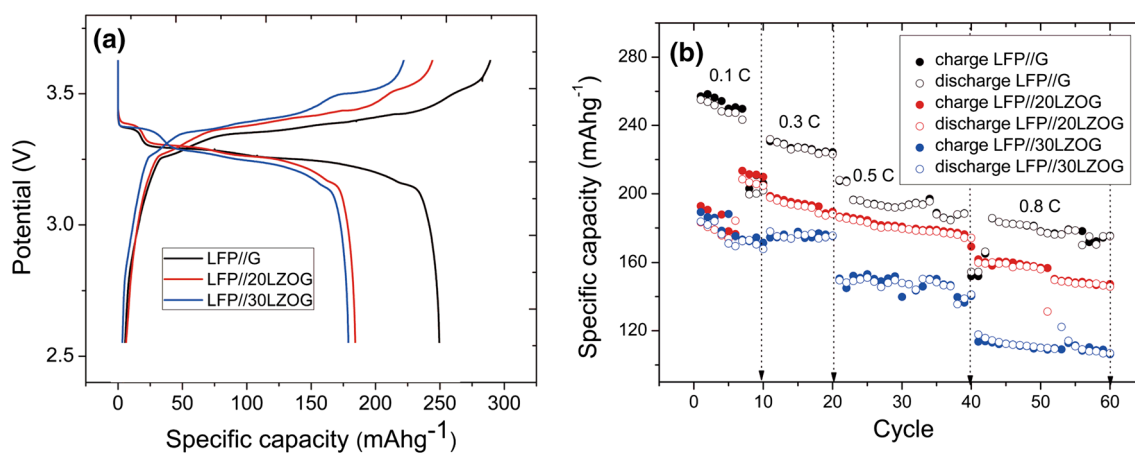 (a)
3.5
3.0
2.5
Potential (V)
LFP//G
LFP//20LZOG
LFP//30LZOG
0 50 100 150 200 250 300
Specific capacity (mAhg-1)
(b)
280
240
200
160
120
Specific capacity (mAhg-1)
0.1 C
0.3 C
0.5 C
0.8 C
charge LFP//G
discharge LFP//G
charge LFP//20LZOG
discharge LFP//20LZOG
charge LFP//30LZOG
discharge LFP//30LZOG
0 10 20 30 40 50 60
Cycle